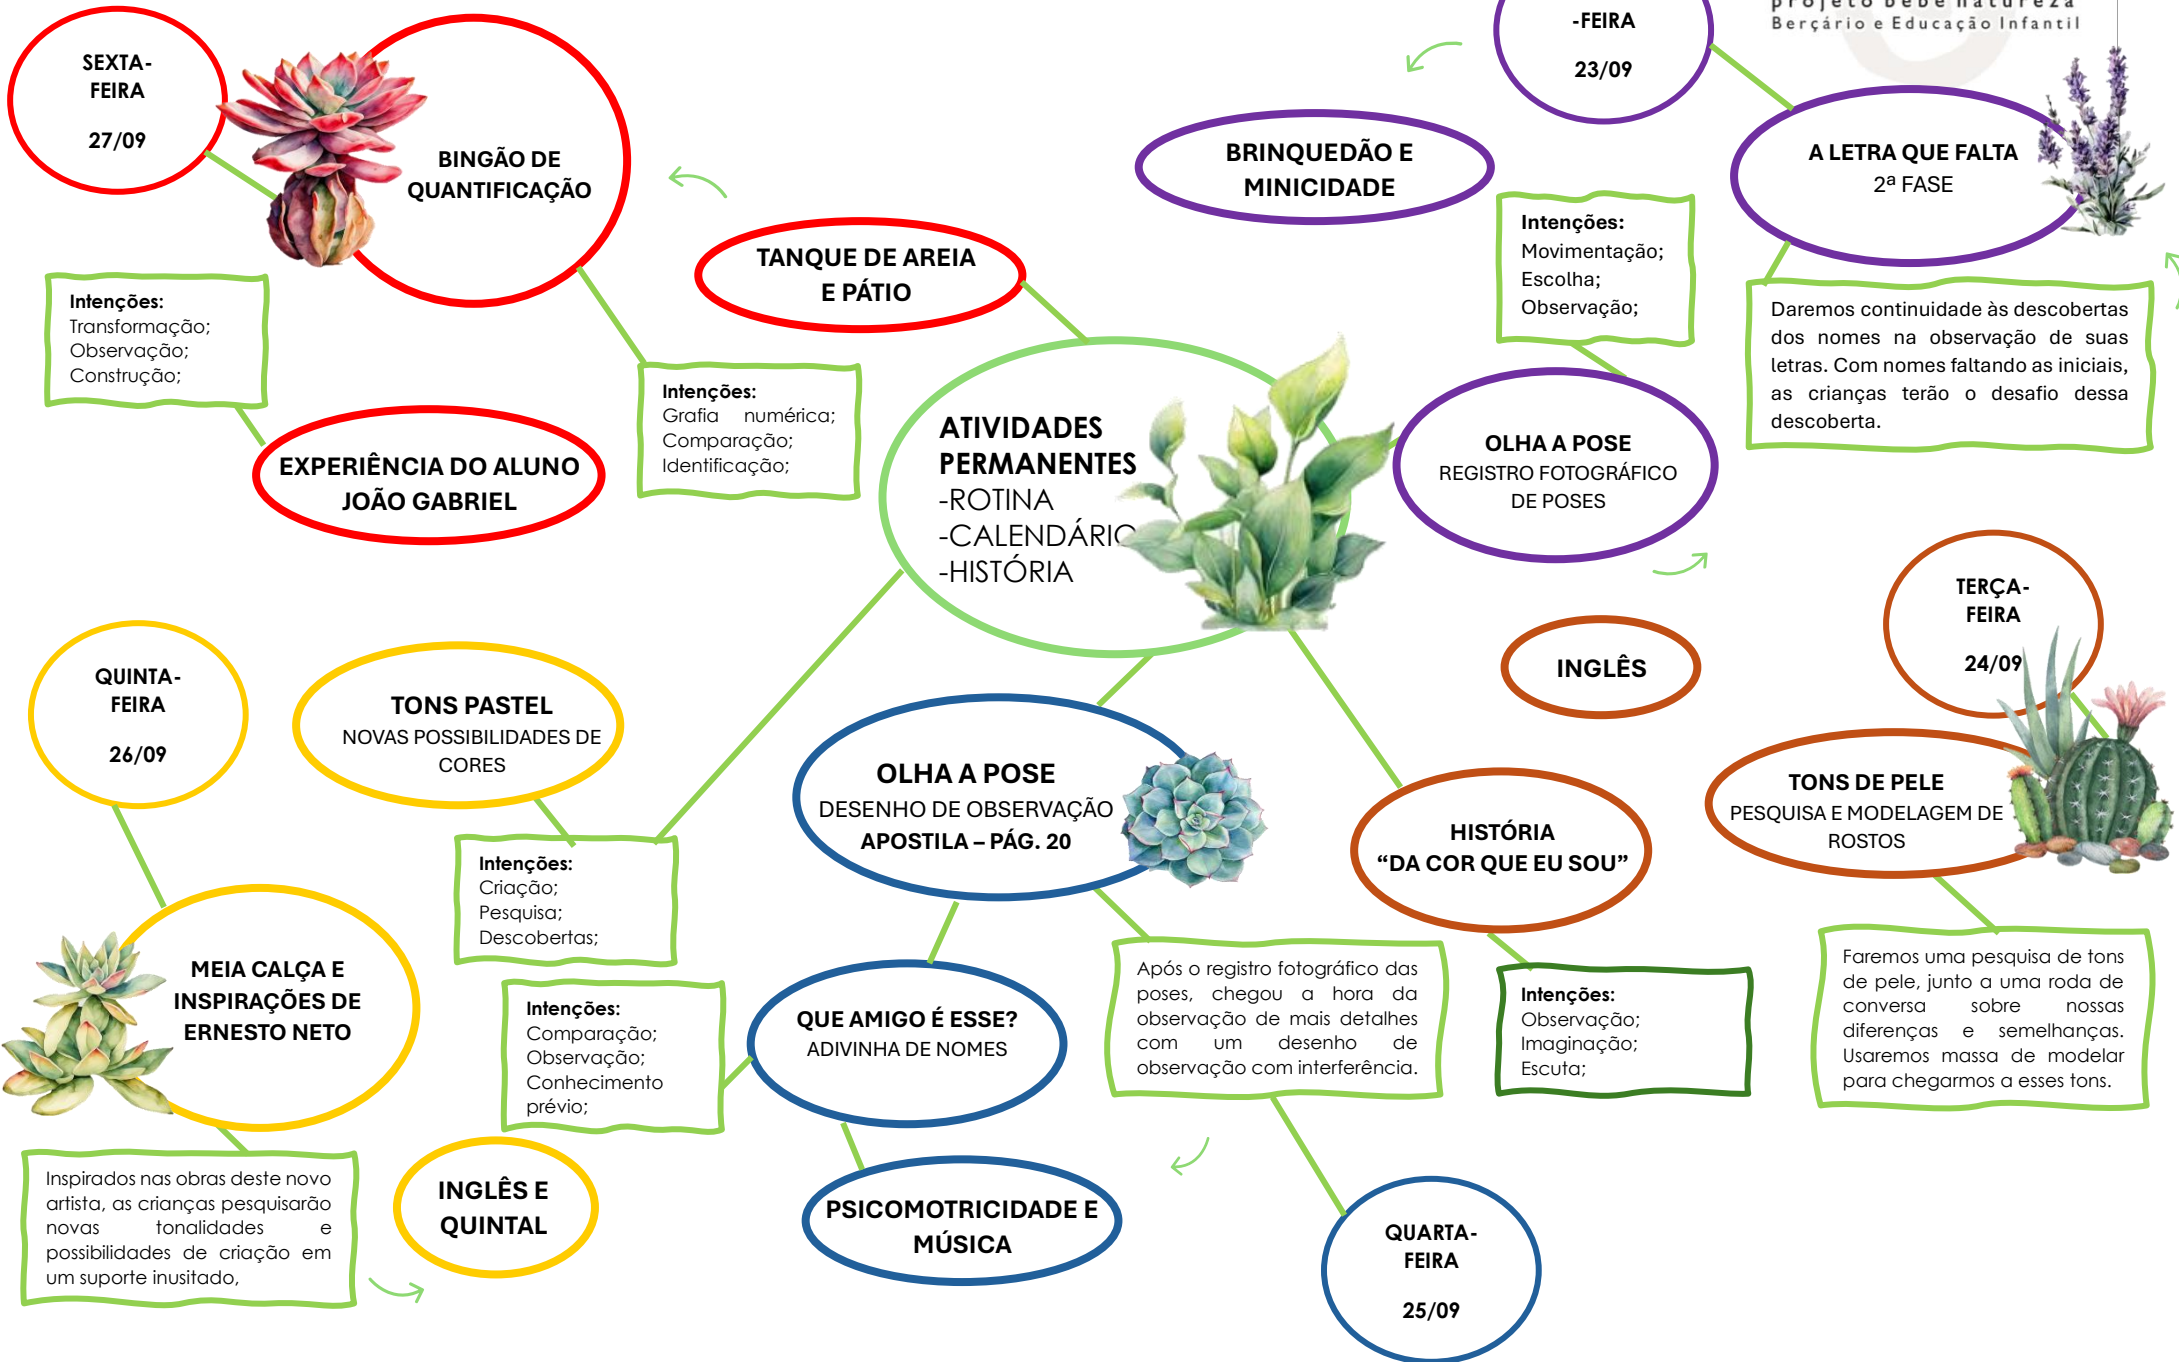 projeto bebê natureza
Berçário e Educação Infantil
-FEIRA
23/09
A LETRA QUE FALTA
2ª FASE
Daremos continuidade às descobertas
dos nomes na observação de suas
letras. Com nomes faltando as iniciais,
as crianças terão o desafio dessa
descoberta.
BRINQUEDÃO E
MINICIDADE
Intenções:
Movimentação;
Escolha;
Observação;
OLHA A POSE
REGISTRO FOTOGRÁFICO
DE POSES
SEXTA-
FEIRA
27/09
BINGÃO DE
QUANTIFICAÇÃO
TANQUE DE AREIA
E PÁTIO
Intenções:
Transformação;
Observação;
Construção;
EXPERIÊNCIA DO ALUNO
JOÃO GABRIEL
Intenções:
Grafia numérica;
Comparação;
Identificação;
ATIVIDADES
PERMANENTES
-ROTINA
-CALENDÁRIO
-HISTÓRIA
TERÇA-
FEIRA
24/09
INGLÊS
TONS DE PELE
PESQUISA E MODELAGEM DE
ROSTOS
Faremos uma pesquisa de tons
de pele, junto a uma roda de
conversa sobre nossas
diferenças e semelhanças.
Usaremos massa de modelar
para chegarmos a esses tons.
HISTÓRIA
“DA COR QUE EU SOU”
Intenções:
Observação;
Imaginação;
Escuta;
OLHA A POSE
DESENHO DE OBSERVAÇÃO
APOSTILA – PÁG. 20
Após o registro fotográfico das
poses, chegou a hora da
observação de mais detalhes
com um desenho de
observação com interferência.
QUARTA-
FEIRA
25/09
QUE AMIGO É ESSE?
ADIVINHA DE NOMES
Intenções:
Comparação;
Observação;
Conhecimento
prévio;
PSICOMOTRICIDADE E
MÚSICA
QUINTA-
FEIRA
26/09
TONS PASTEL
NOVAS POSSIBILIDADES DE
CORES
Intenções:
Criação;
Pesquisa;
Descobertas;
MEIA CALÇA E
INSPIRAÇÕES DE
ERNESTO NETO
Inspirados nas obras deste novo
artista, as crianças pesquisarão
novas tonalidades e
possibilidades de criação em
um suporte inusitado,
INGLÊS E
QUINTAL